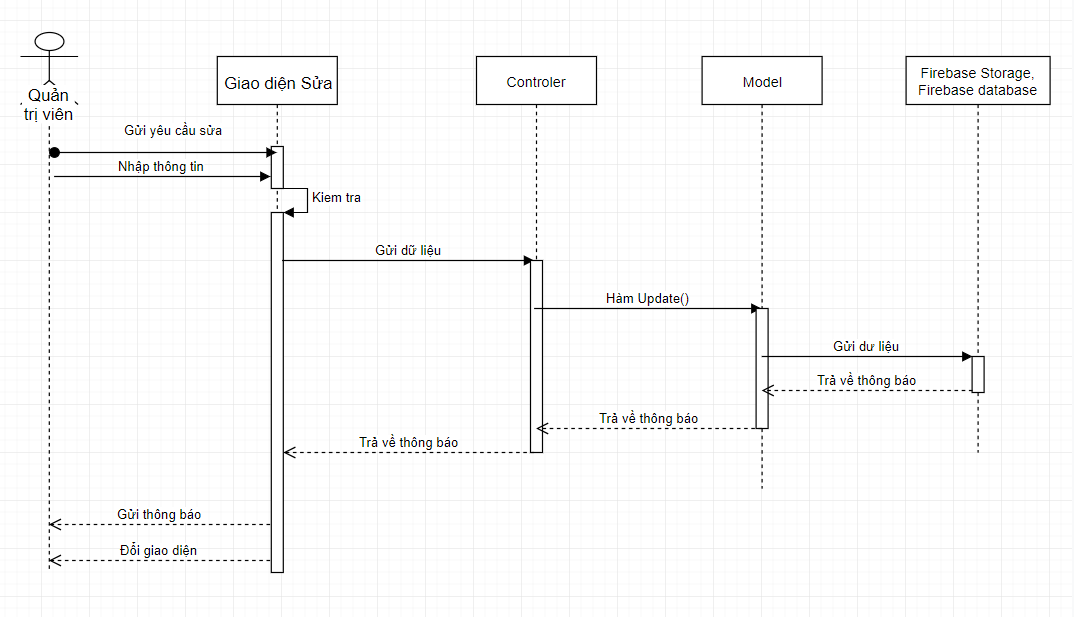 Quản
trị viên
Giao diện Sửa
Controler
Model
Firebase Storage,
Firebase database
Gửi yêu cầu sửa
Nhập thông tin
Kiem tra
Gửi dữ liệu
Hàm Update()
Gửi dư liệu
Trả về thông báo
Trả về thông báo
Trả về thông báo
Gửi thông báo
Đổi giao diện